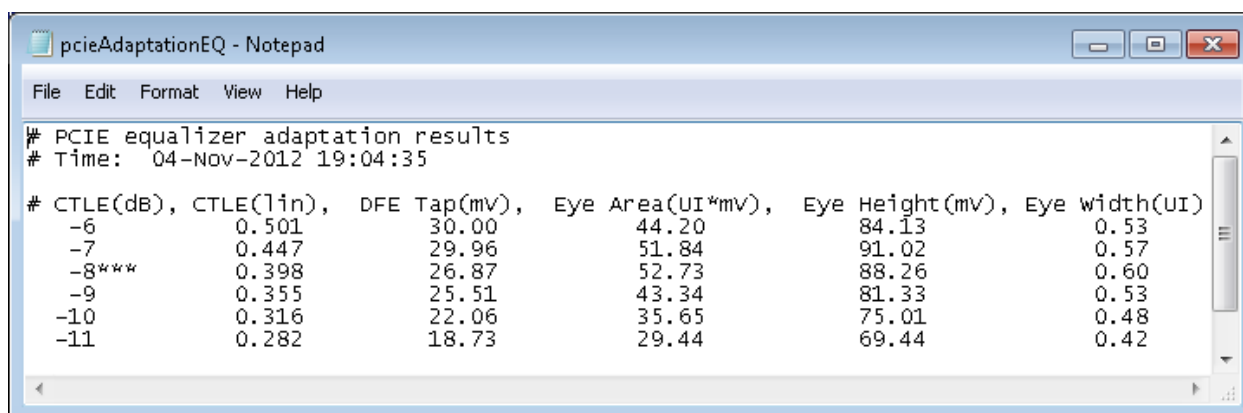 pcieAdaptationEQ - Notepad
File Edit Format View Help
# PCIE equalizer adaptation results
# Time: 04-Nov-2012 19:04:35
# CTLE(dB), CTLE(lin), DFE Tap(mV), Eye Area(UI*mV), Eye Height(mV), Eye Width(UI)
-6 0.501 30.00 44.20 84.13 0.53
-7 0.447 29.96 51.84 91.02 0.57
-8*** 0.398 26.87 52.73 88.26 0.60
-9 0.355 25.51 43.34 81.33 0.53
-10 0.316 22.06 35.65 75.01 0.48
-11 0.282 18.73 29.44 69.44 0.42